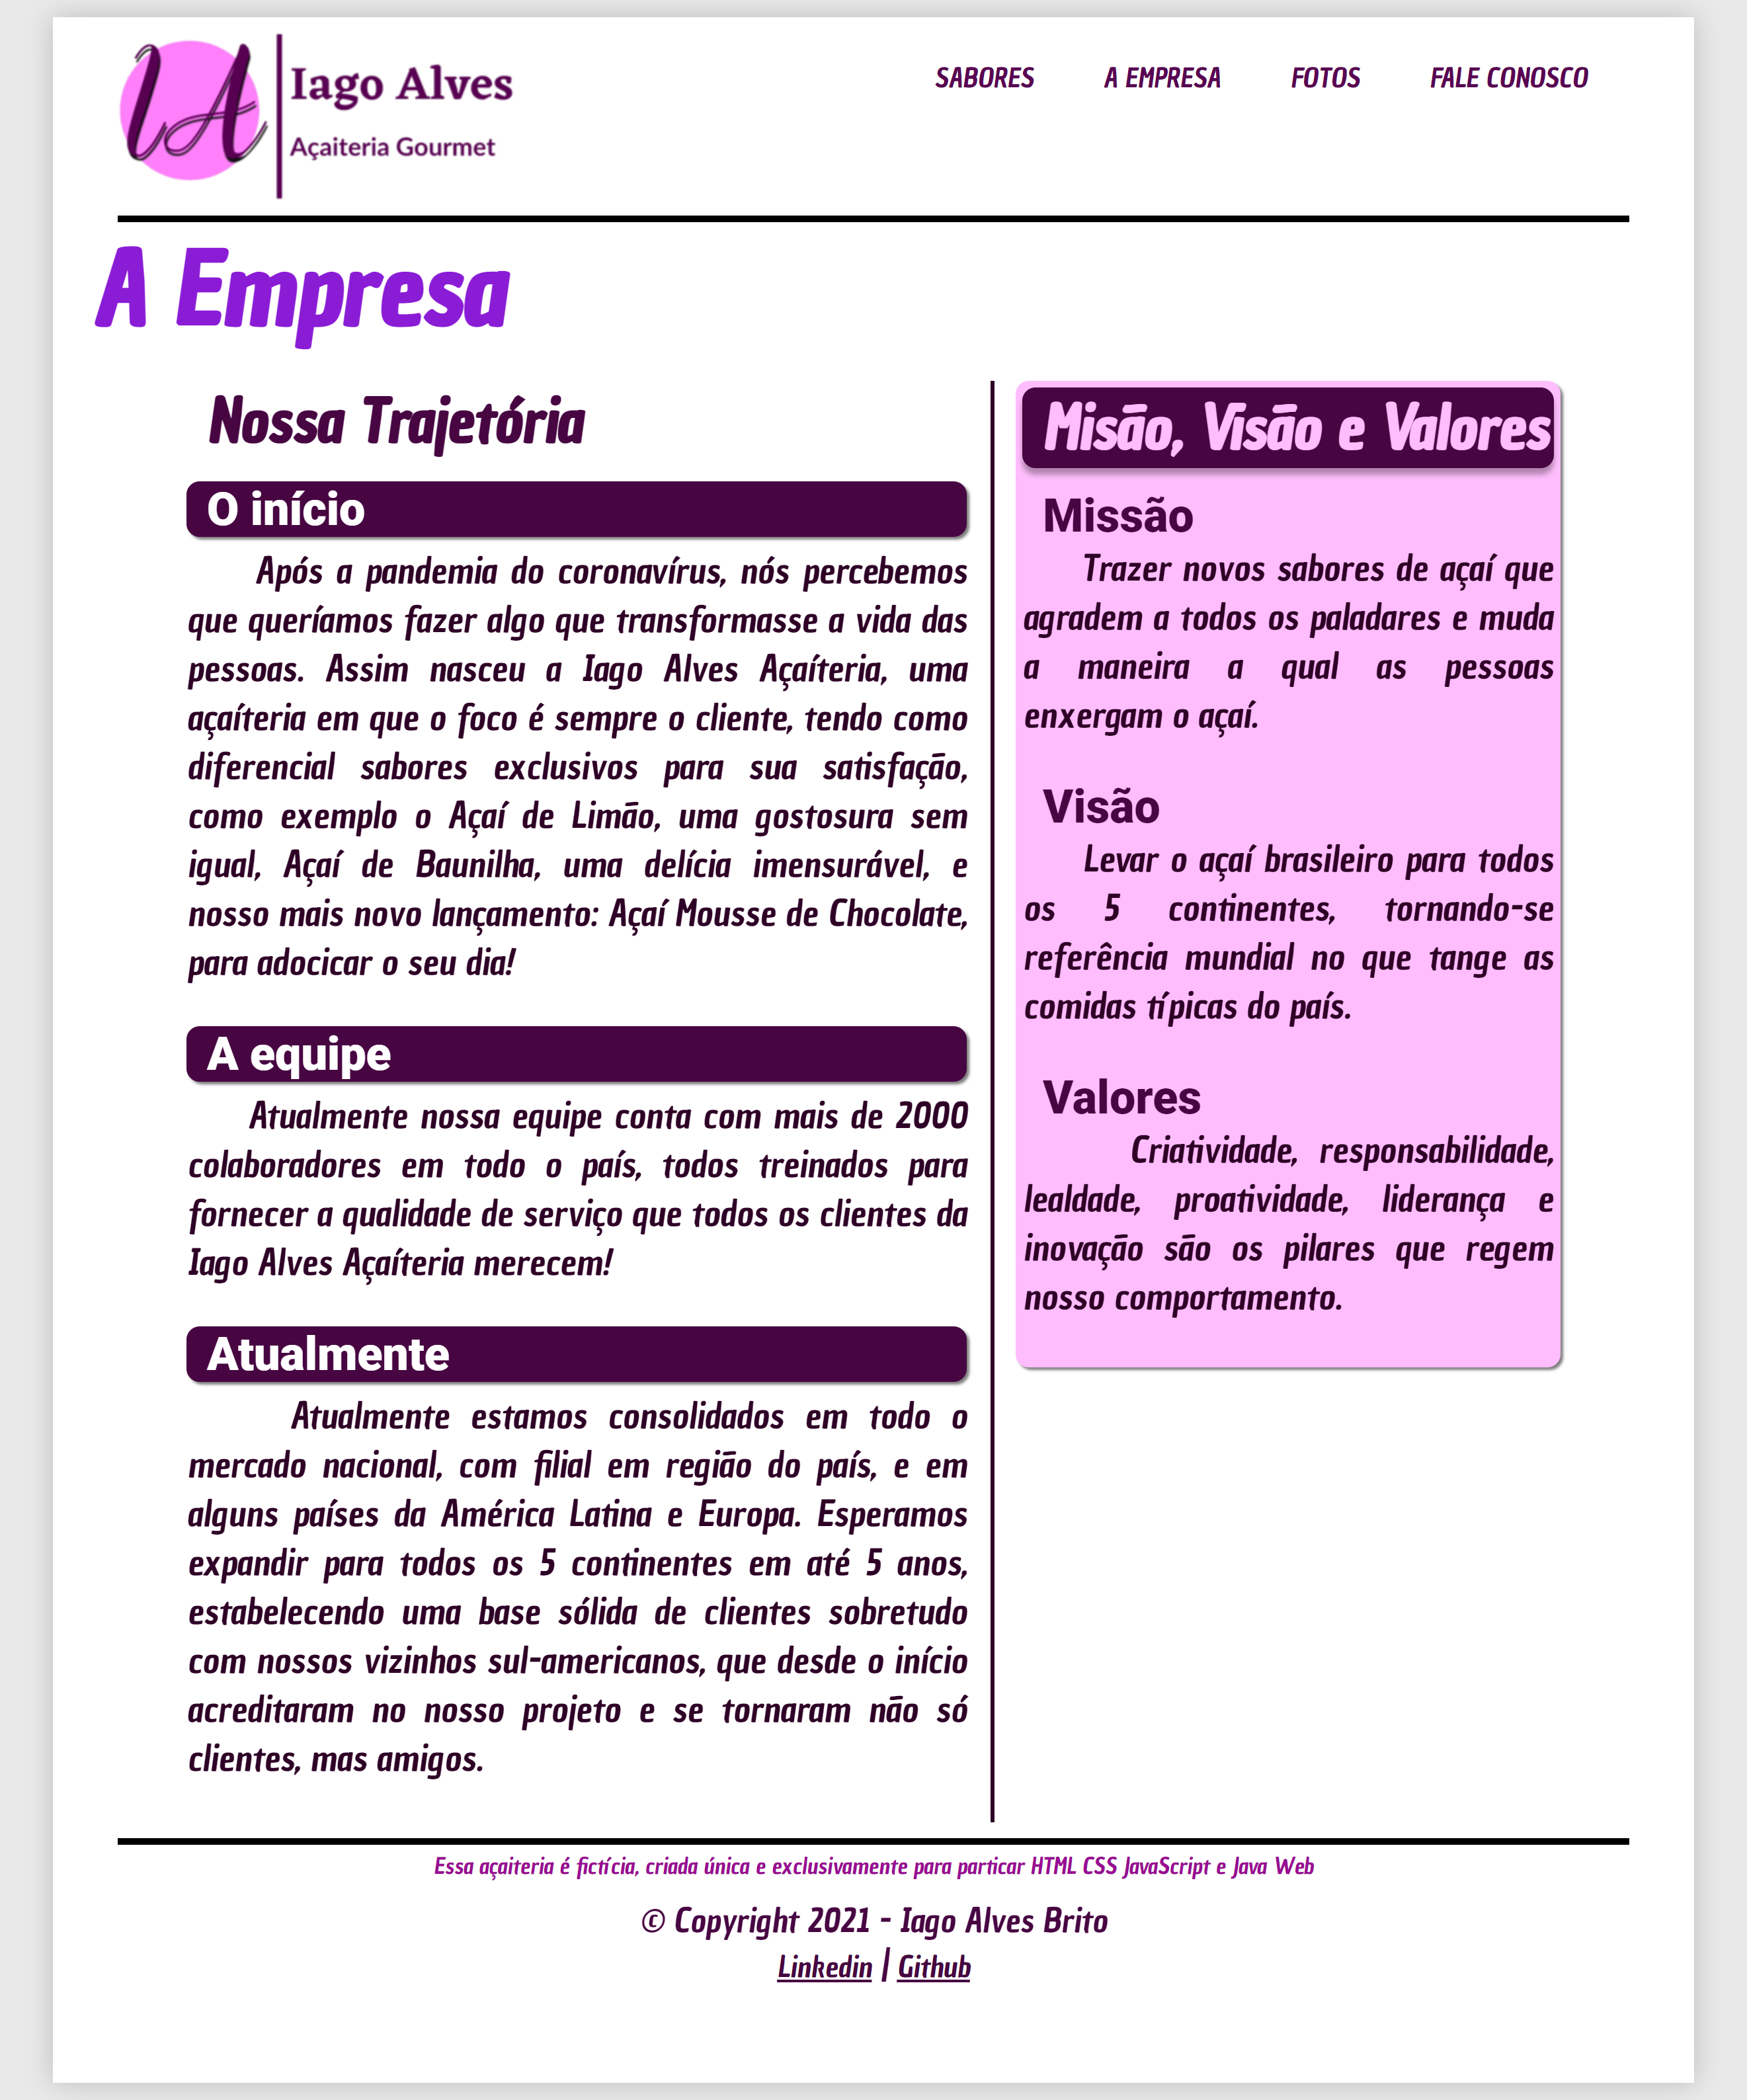 IA
Iago Alves
Açaiteria Gourmet
SABORES A EMPRESA FOTOS FALE CONOSCO
A Empresa
Nossa Trajetória
O início
Após a pandemia do coronavírus, nós percebemos
que queríamos fazer algo que transformasse a vida das
pessoas. Assim nasceu a Iago Alves Açaíteria, uma
açaíteria em que o foco é sempre o cliente, tendo como
diferencial sabores exclusivos para sua satisfação,
como exemplo o Açaí de Limão, uma gostosura sem
igual, Açaí de Baunilha, uma delícia imensurável, e
nosso mais novo lançamento: Açaí Mousse de Chocolate,
para adocicar o seu dia!
A equipe
Atualmente nossa equipe conta com mais de 2000
colaboradores em todo o país, todos treinados para
fornecer a qualidade de serviço que todos os clientes da
Iago Alves Açaíteria merecem!
Atualmente
Atualmente estamos consolidados em todo o
mercado nacional, com filial em região do país, e em
alguns países da América Latina e Europa. Esperamos
expandir para todos os 5 continentes em até 5 anos,
estabelecendo uma base sólida de clientes sobretudo
com nossos vizinhos sul-americanos, que desde o início
acreditaram no nosso projeto e se tornaram não só
clientes, mas amigos.
Misão, Visão e Valores
Missão
Trazer novos sabores de açaí que
agradem a todos os paladares e muda
a maneira a qual as pessoas
enxergam o açaí.
Visão
Levar o açaí brasileiro para todos
os 5 continentes, tornando-se
referência mundial no que tange as
comidas típicas do país.
Valores
Criatividade, responsabilidade,
lealdade, proatividade, liderança e
inovação são os pilares que regem
nosso comportamento.
Essa açaiteria é fictícia, criada única e exclusivamente para particar HTML CSS JavaScript e Java Web
© Copyright 2021 - Iago Alves Brito
Linkedin | Github